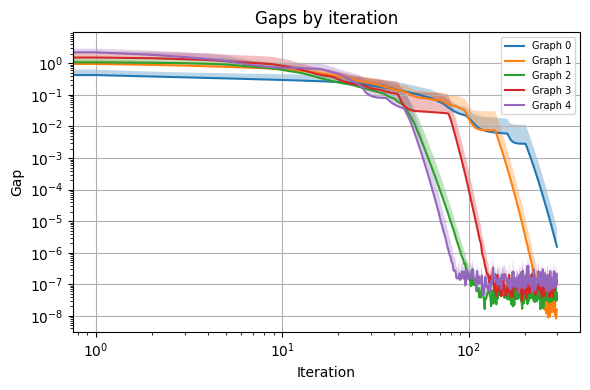 Gaps by iteration
Gap
10^0
10^-1
10^-2
10^-3
10^-4
10^-5
10^-6
10^-7
10^-8
Graph 0
Graph 1
Graph 2
Graph 3
Graph 4
10^0
10^1
10^2
Iteration